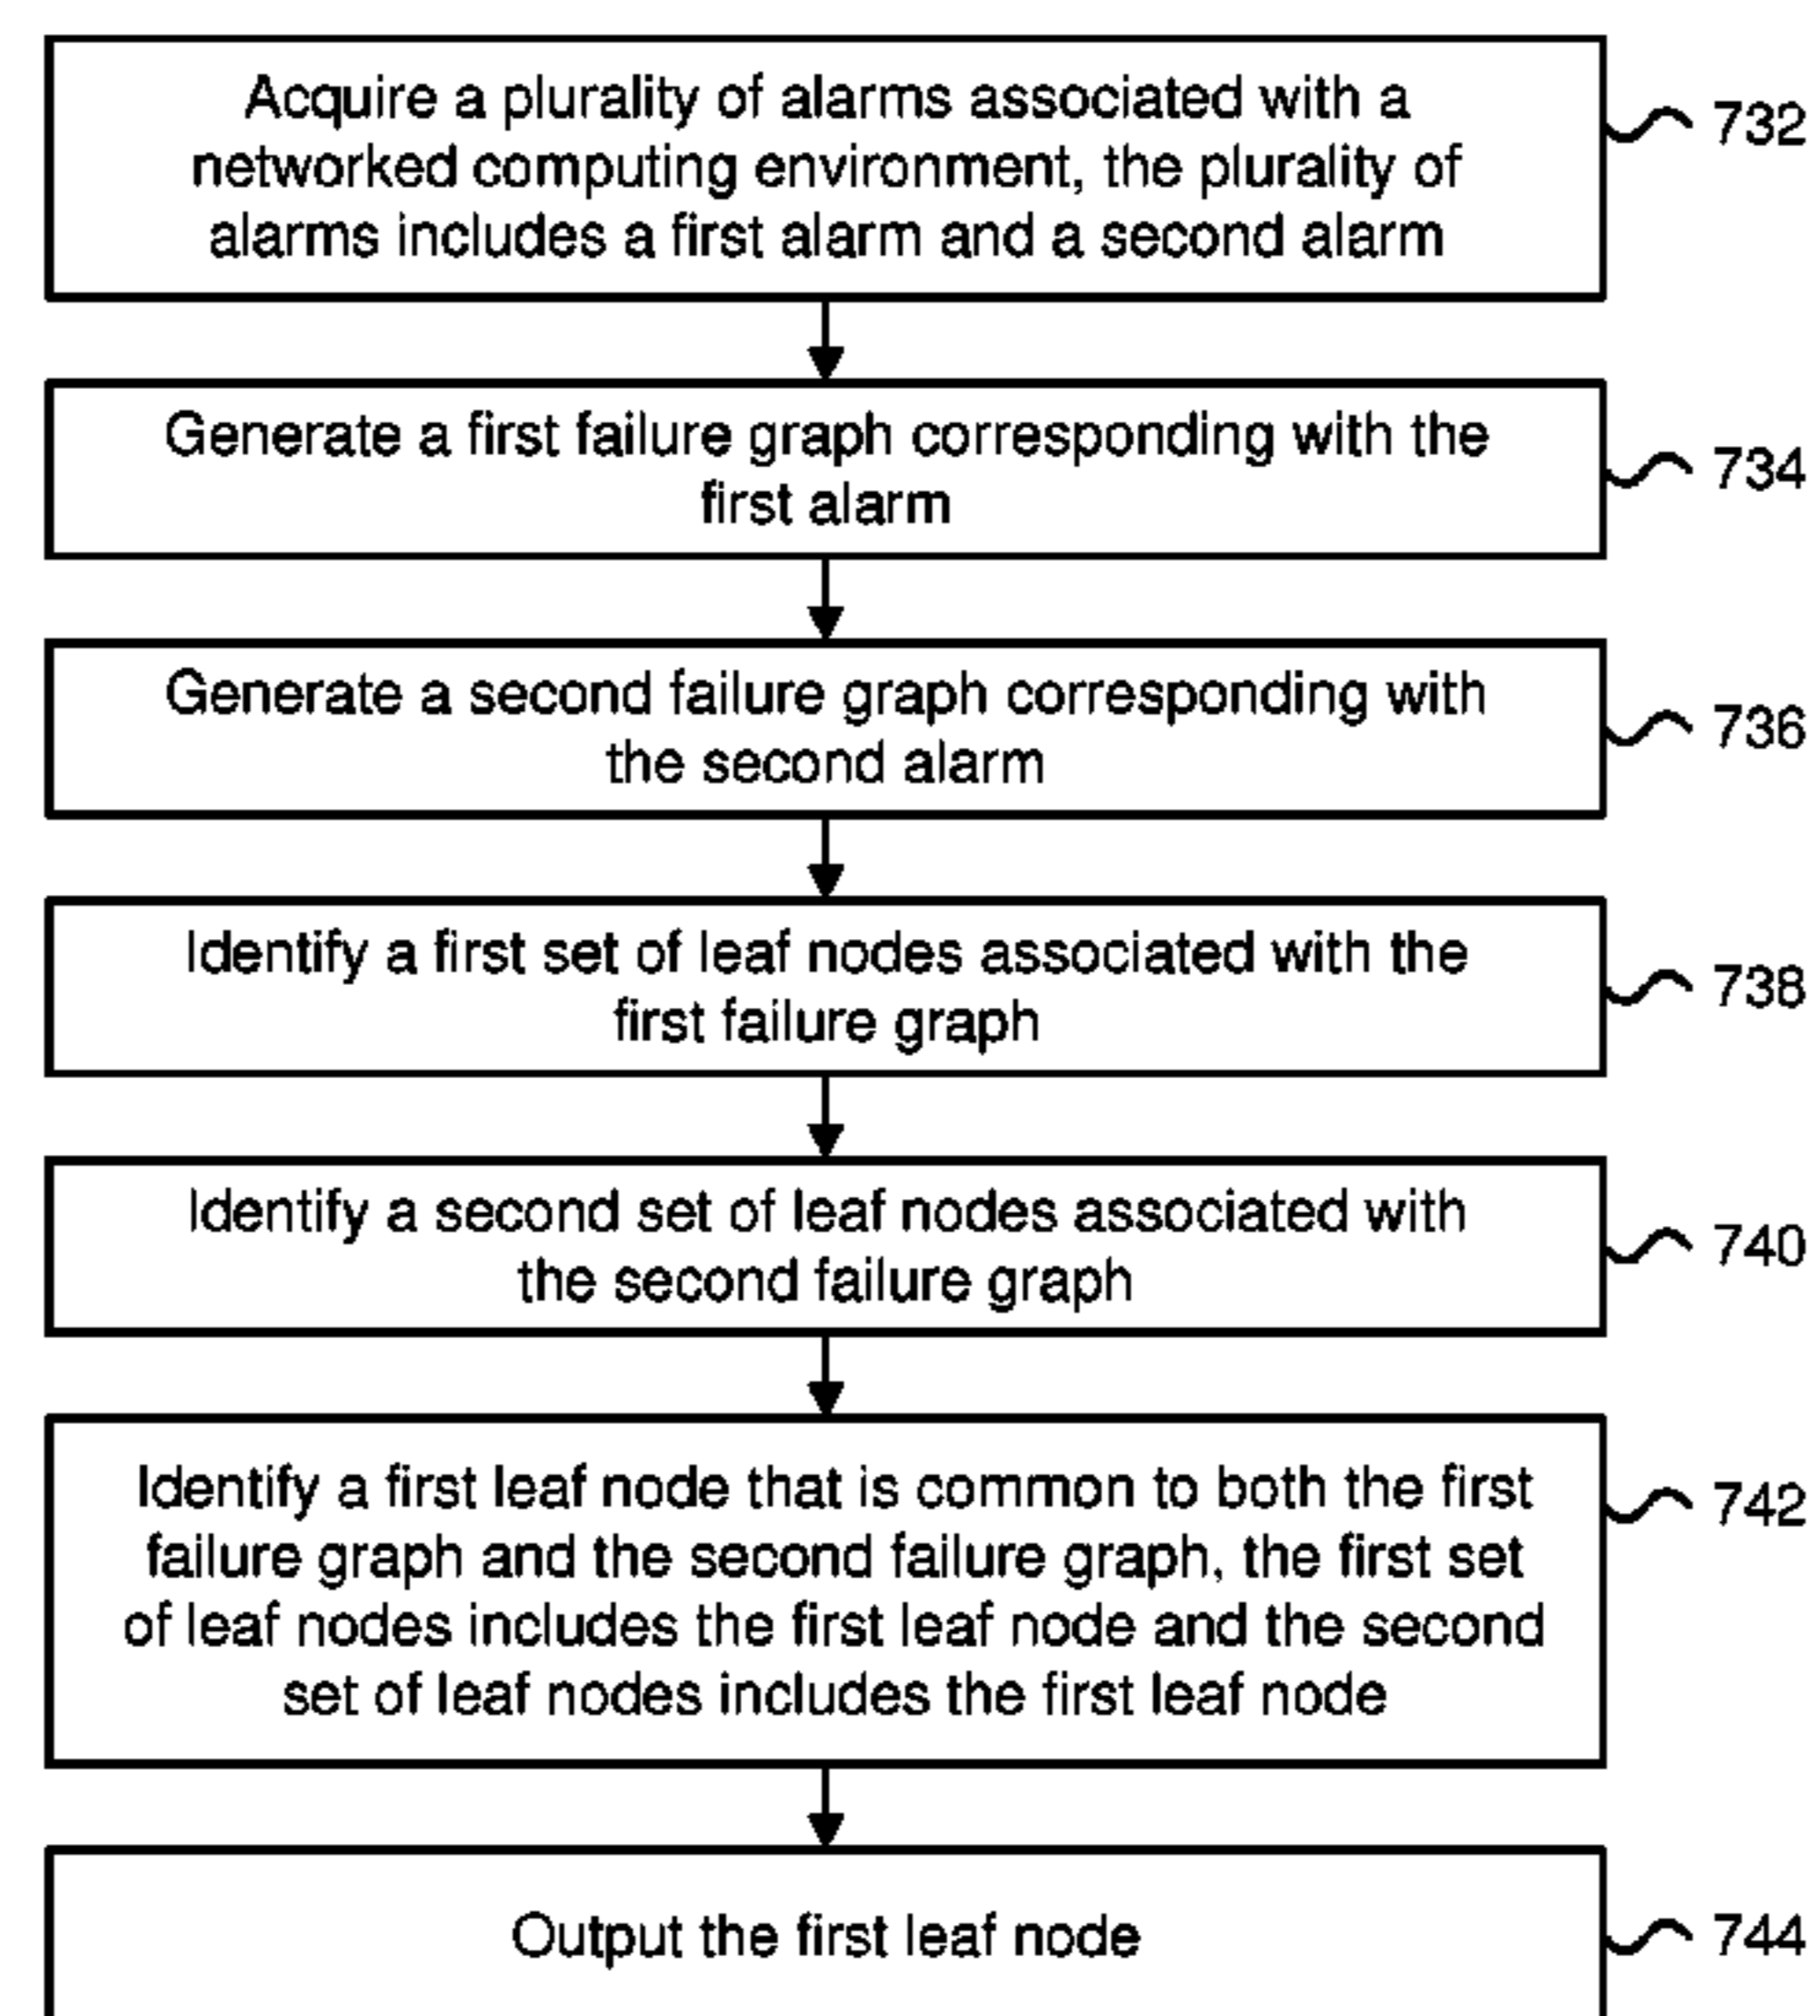 Acquire a plurality of alarms associated with a
networked computing environment, the plurality of
alarms includes a first alarm and a second alarm
732
Generate a first failure graph corresponding with the
first alarm
734
Generate a second failure graph corresponding with
the second alarm
736
Identify a first set of leaf nodes associated with the
first failure graph
738
Identify a second set of leaf nodes associated with
the second failure graph
740
Identify a first leaf node that is common to both the first
failure graph and the second failure graph, the first set
of leaf nodes includes the first leaf node and the second
set of leaf nodes includes the first leaf node
742
Output the first leaf node
744